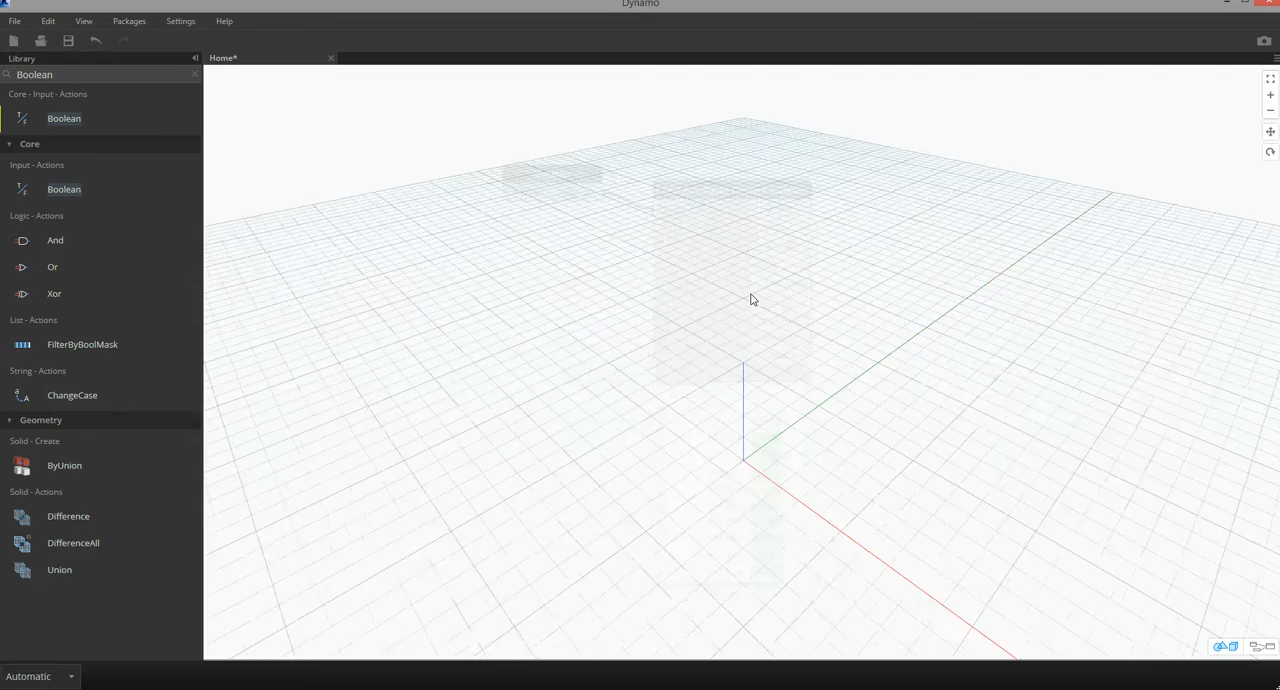 Dynamo
File Edit View Packages Settings Help
Library
Home*
Boolean
Core - Input - Actions
Boolean
Core
Input - Actions
Boolean
Logic - Actions
And
Or
Xor
List - Actions
FilterByBoolMask
String - Actions
ChangeCase
Geometry
Solid - Create
ByUnion
Solid - Actions
Difference
DifferenceAll
Union
Automatic